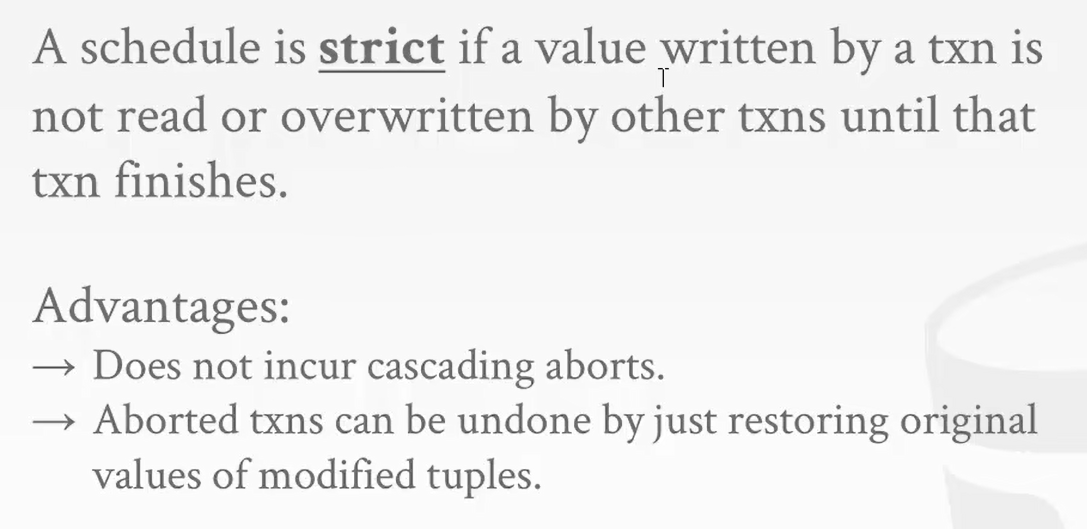 A schedule is strict if a value written by a txn is
not read or overwritten by other txns until that
txn finishes.
Advantages:
→ Does not incur cascading aborts.
→ Aborted txns can be undone by just restoring original
values of modified tuples.